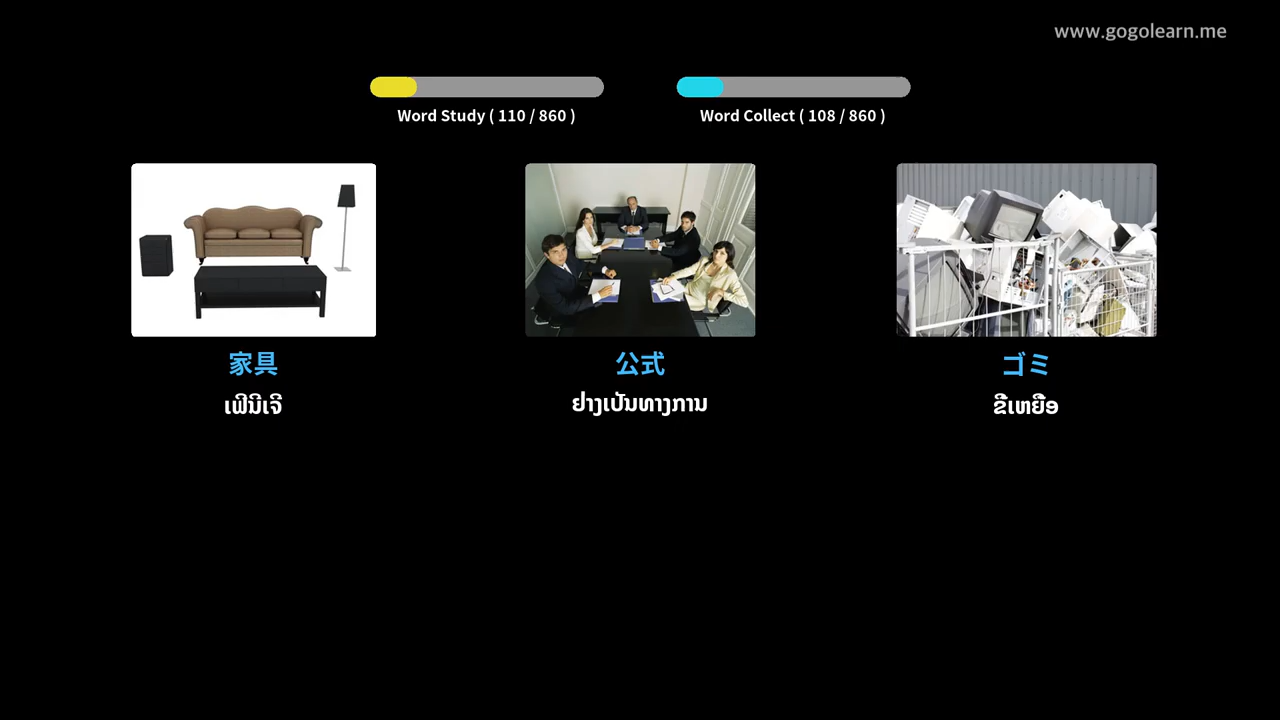 www.gogolearn.me
Word Study ( 110 / 860 )
Word Collect ( 108 / 860 )
家具
公式
ゴミ
ເຟີນີເຈີ
ຢ່າງເປັນທາງການ
ຂີ້ເຫຍື້ອ